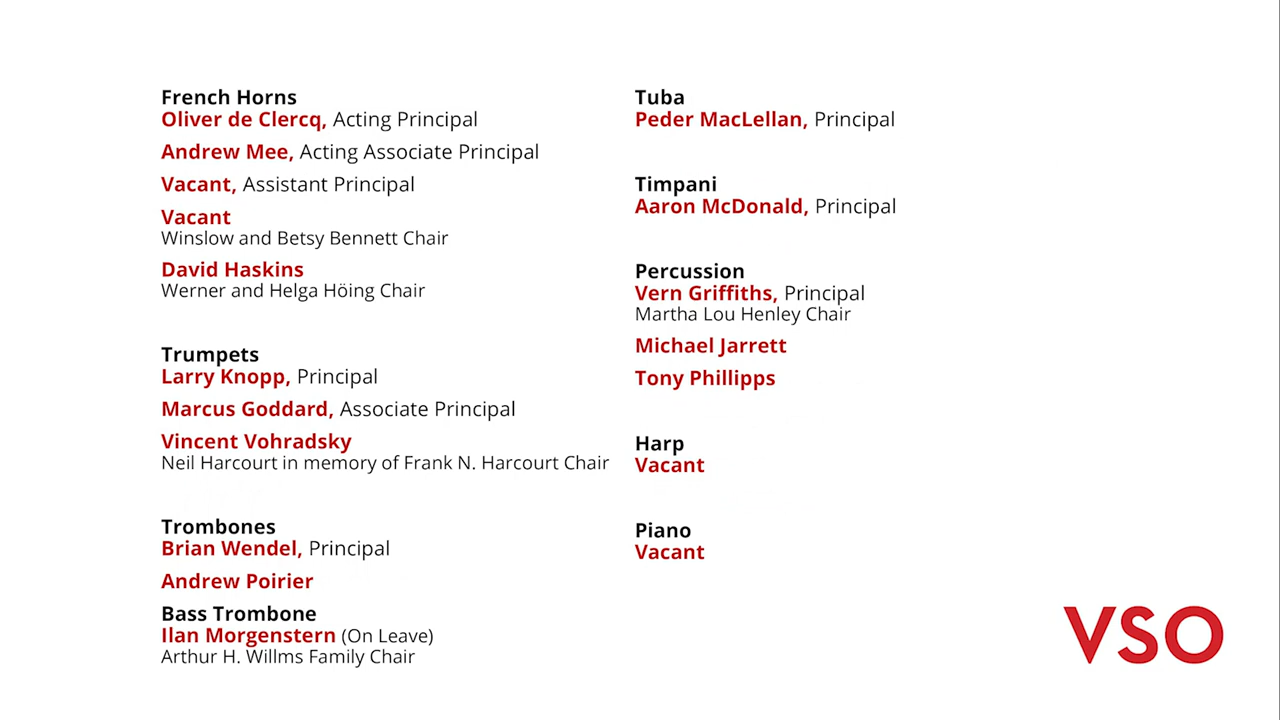 French Horns
Oliver de Clercq, Acting Principal
Andrew Mee, Acting Associate Principal
Vacant, Assistant Principal
Vacant
Winslow and Betsy Bennett Chair
David Haskins
Werner and Helga Höing Chair
Trumpets
Larry Knopp, Principal
Marcus Goddard, Associate Principal
Vincent Vohradsky
Neil Harcourt in memory of Frank N. Harcourt Chair
Trombones
Brian Wendel, Principal
Andrew Poirier
Bass Trombone
Ilan Morgenstern (On Leave)
Arthur H. Willms Family Chair
Tuba
Peder MacLellan, Principal
Timpani
Aaron McDonald, Principal
Percussion
Vern Griffiths, Principal
Martha Lou Henley Chair
Michael Jarrett
Tony Phillipps
Harp
Vacant
Piano
Vacant
VSO